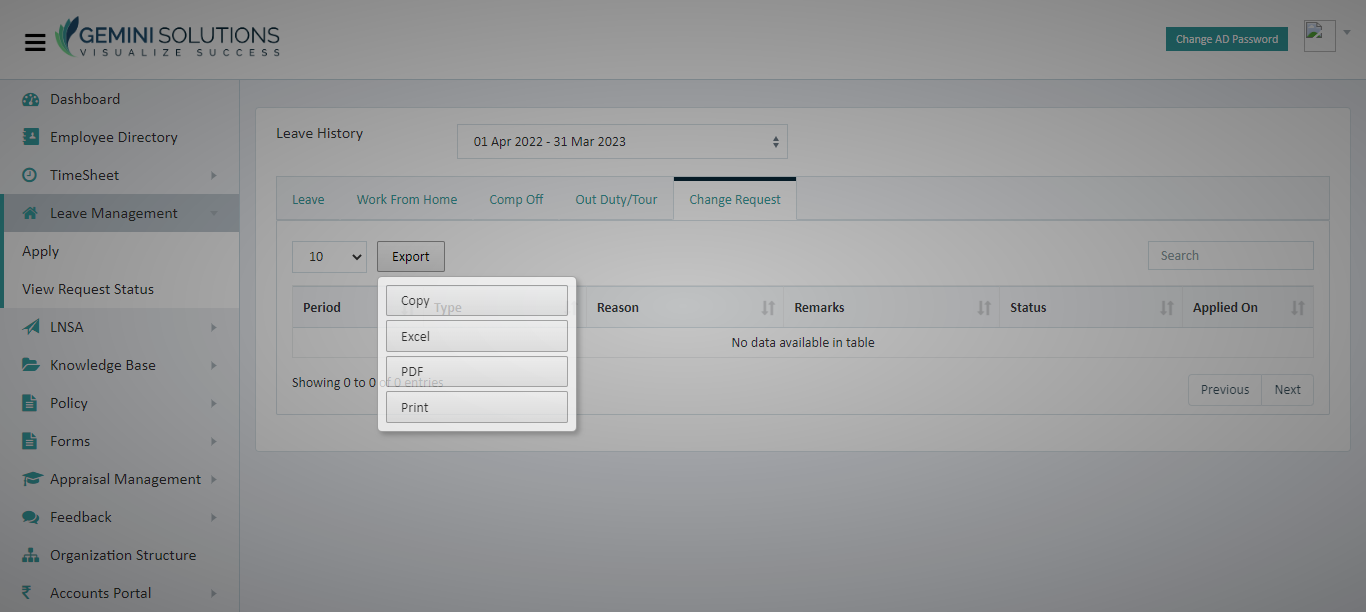 GEMINI SOLUTIONS
VISUALIZE SUCCESS
Change AD Password
Dashboard
Employee Directory
TimeSheet
Leave Management
Apply
View Request Status
LNSA
Knowledge Base
Policy
Forms
Appraisal Management
Feedback
Organization Structure
Accounts Portal
Leave History
01 Apr 2022 - 31 Mar 2023
Leave
Work From Home
Comp Off
Out Duty/Tour
Change Request
10
Export
Search
Copy
Excel
PDF
Print
Period
Type
Reason
Remarks
Status
Applied On
No data available in table
Showing 0 to 0 of 0 entries
Previous
Next